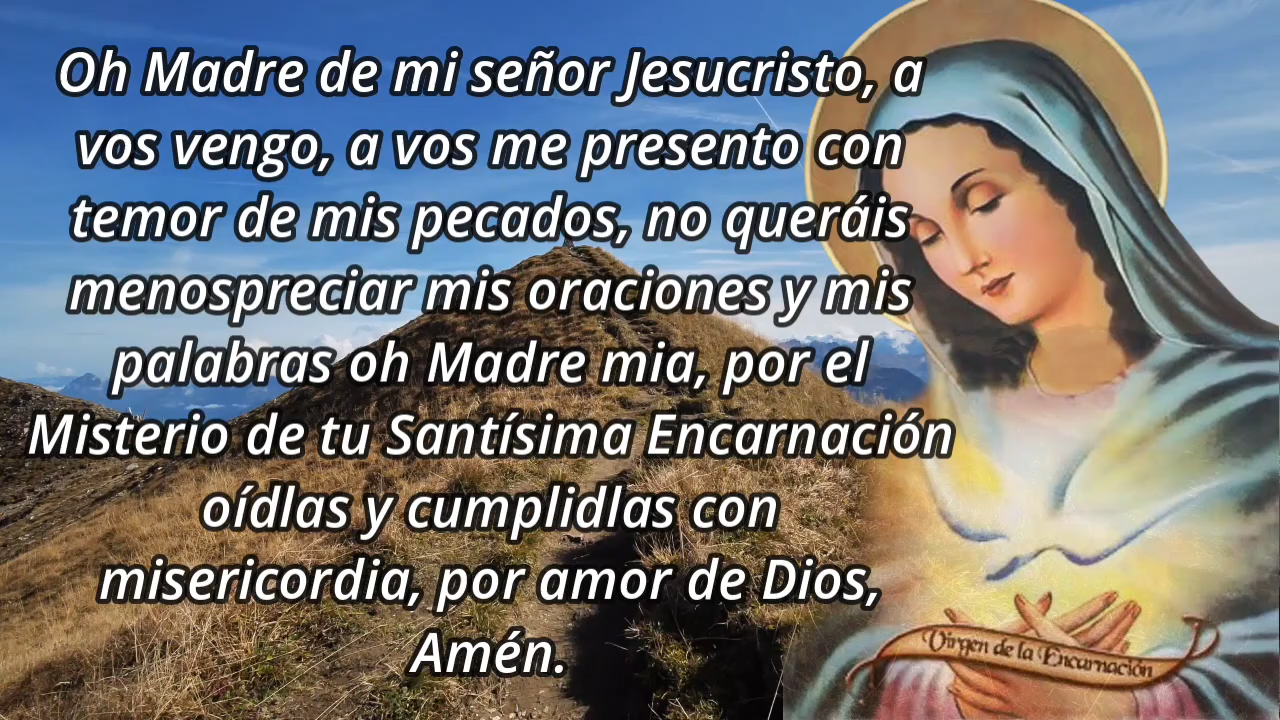 Oh Madre de mi señor Jesucristo, a
vos vengo, a vos me presento con
temor de mis pecados, no queráis
menospreciar mis oraciones y mis
palabras oh Madre mia, por el
Misterio de tu Santísima Encarnación
oídlas y cumplidlas con
misericordia, por amor de Dios,
Amén.
Virgen de la Encarnación